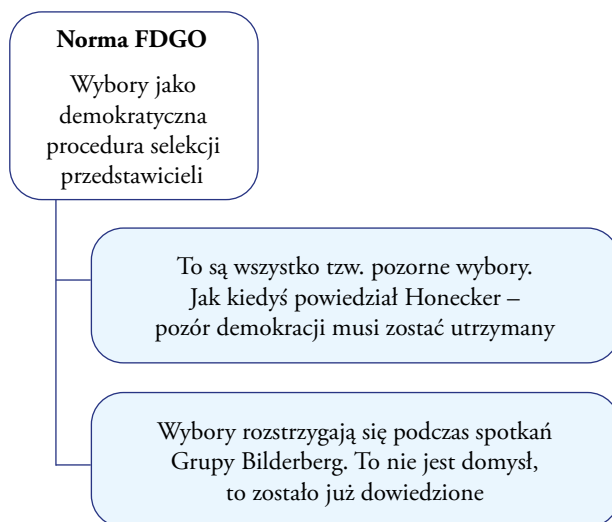 Norma FDGO
Wybory jako
demokratyczna
procedura selekcji
przedstawicieli
To są wszystko tzw. pozorne wybory.
Jak kiedyś powiedział Honecker –
pozór demokracji musi zostać utrzymany
Wybory rozstrzygają się podczas spotkań
Grupy Bilderberg. To nie jest domysł,
to zostało już dowiedzione